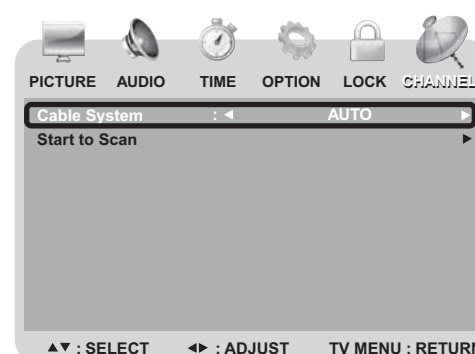 PICTURE AUDIO TIME OPTION LOCK CHANNEL
Cable System : ◀ AUTO ▶
Start to Scan ▶
▲▼ : SELECT ◀▶ : ADJUST TV MENU : RETURN